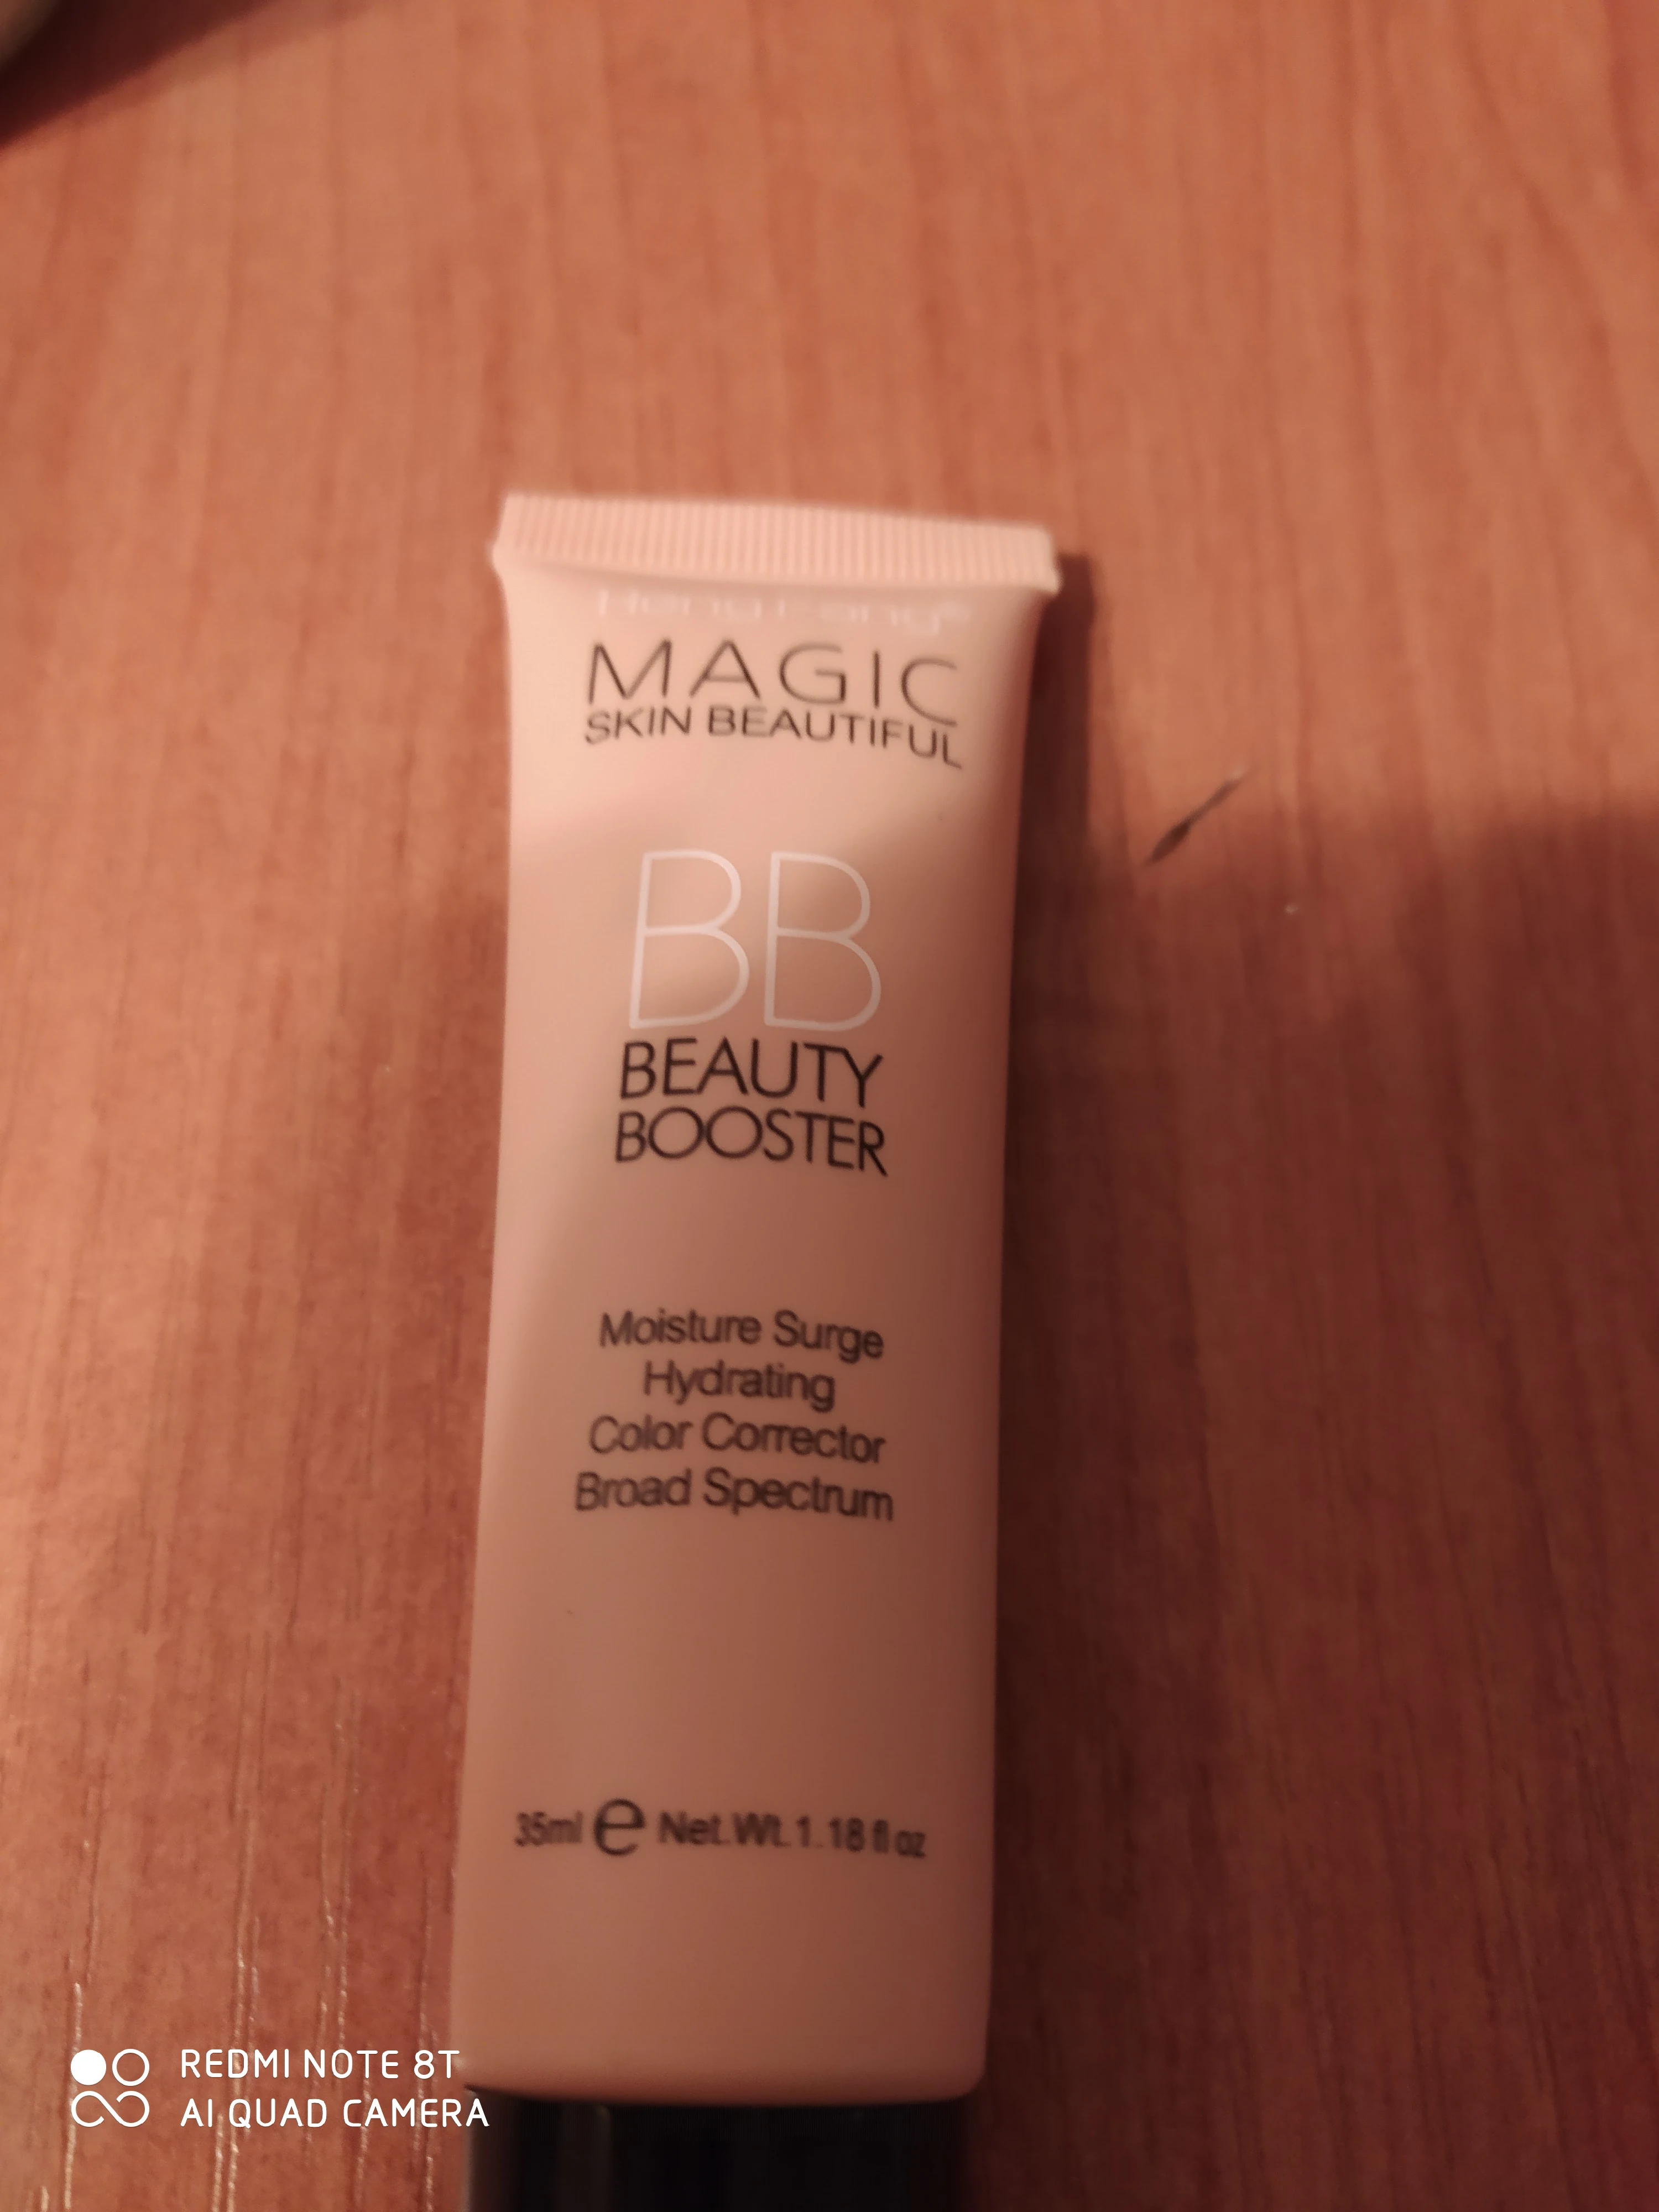 MAGIC
SKIN BEAUTIFUL
BB
BEAUTY
BOOSTER
Moisture Surge
Hydrating
Color Corrector
Broad Spectrum
35ml e Net.Wt.1.18 fl oz
REDMI NOTE 8T
AI QUAD CAMERA